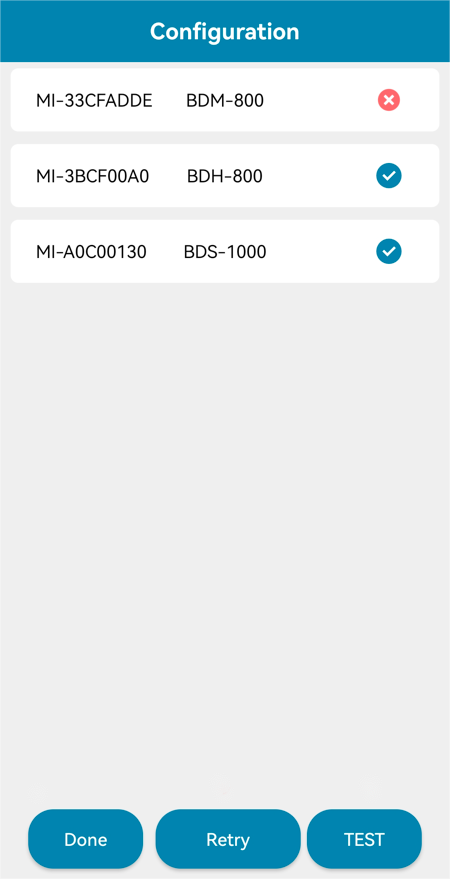 Configuration
MI-33CFADDE BDM-800
MI-3BCF00A0 BDH-800
MI-A0C00130 BDS-1000
Done Retry TEST